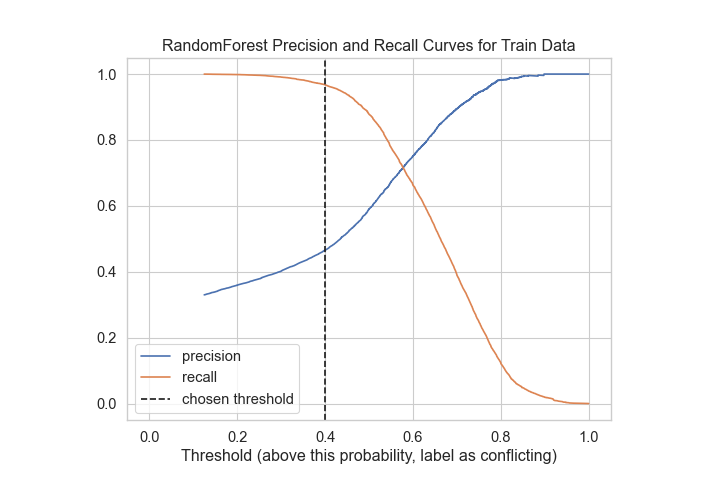 RandomForest Precision and Recall Curves for Train Data
1.0
0.8
0.6
0.4
0.2
0.0
precision
recall
chosen threshold
0.0 0.2 0.4 0.6 0.8 1.0
Threshold (above this probability, label as conflicting)